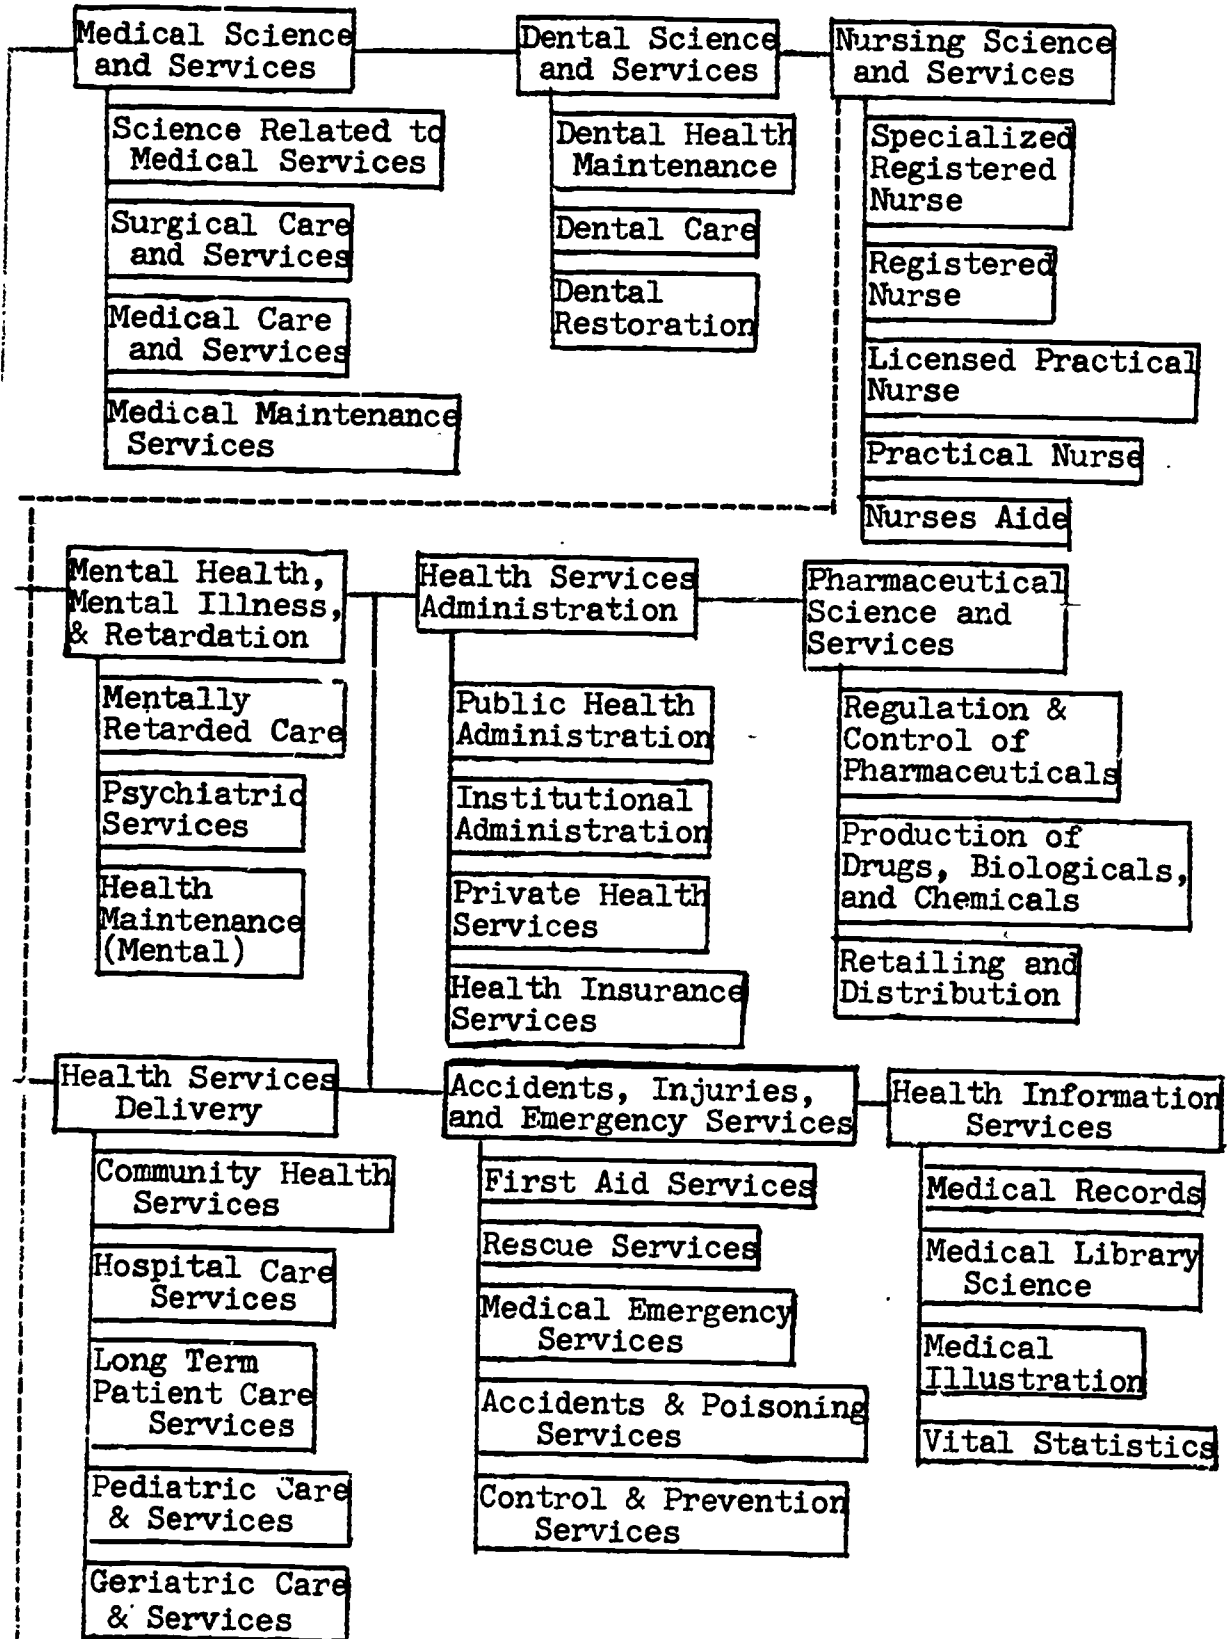 Medical Science
and Services
Science Related to
Medical Services
Surgical Care
and Services
Medical Care
and Services
Medical Maintenance
Services
Dental Science
and Services
Dental Health
Maintenance
Dental Care
Dental
Restoration
Nursing Science
and Services
Specialized
Registered
Nurse
Registered
Nurse
Licensed Practical
Nurse
Practical Nurse
Nurses Aide
Mental Health,
Mental Illness,
& Retardation
Mentally
Retarded Care
Psychiatric
Services
Health
Maintenance
(Mental)
Health Services
Administration
Public Health
Administration
Institutional
Administration
Private Health
Services
Health Insurance
Services
Pharmaceutical
Science and
Services
Regulation &
Control of
Pharmaceuticals
Production of
Drugs, Biologicals,
and Chemicals
Retailing and
Distribution
Health Services
Delivery
Community Health
Services
Hospital Care
Services
Long Term
Patient Care
Services
Pediatric Care
& Services
Geriatric Care
& Services
Accidents, Injuries,
and Emergency Services
First Aid Services
Rescue Services
Medical Emergency
Services
Accidents & Poisoning
Services
Control & Prevention
Services
Health Information
Services
Medical Records
Medical Library
Science
Medical
Illustration
Vital Statistics